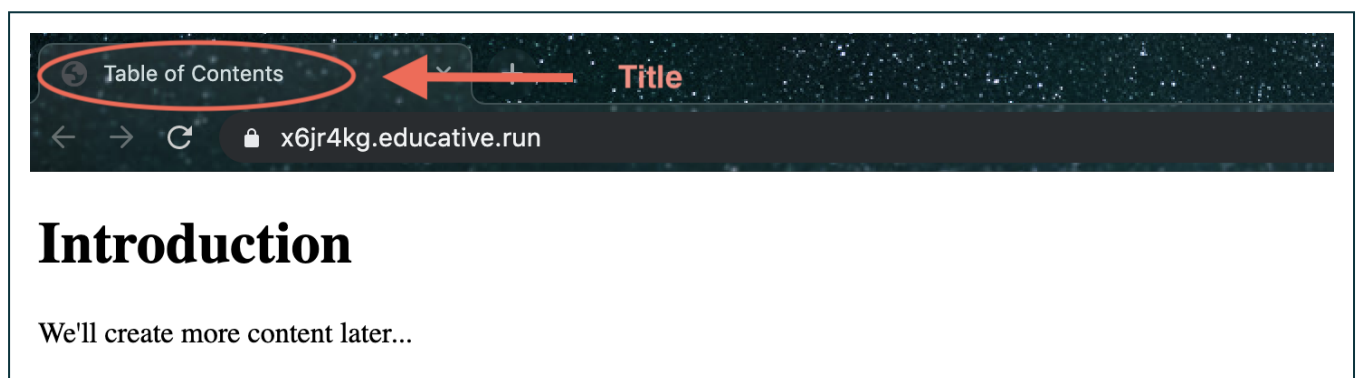 Table of Contents
Title
x6jr4kg.educative.run
Introduction
We'll create more content later...